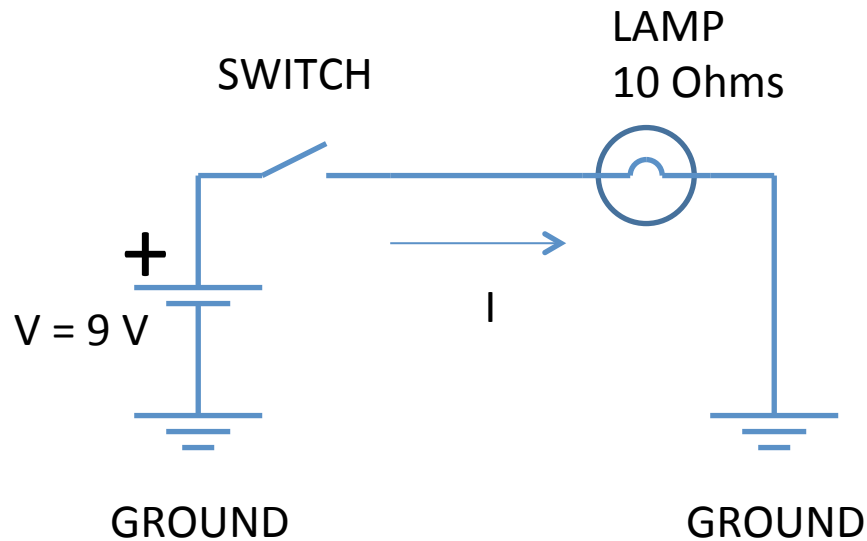 LAMP
10 Ohms
SWITCH
+
V = 9 V
I
GROUND
GROUND